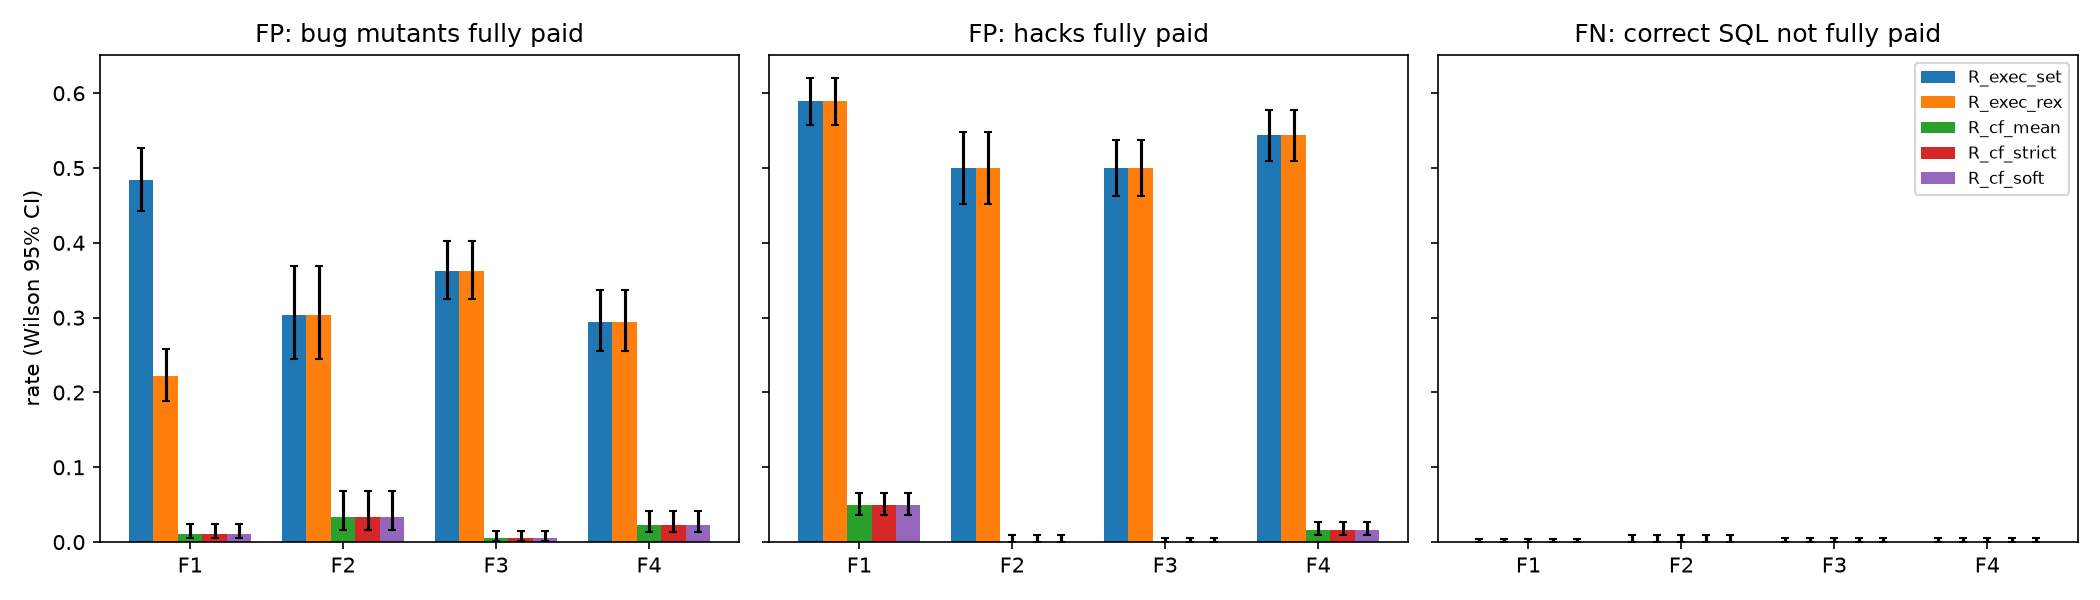 FP: bug mutants fully paid
FP: hacks fully paid
FN: correct SQL not fully paid
rate (Wilson 95% CI)
0.6
0.5
0.4
0.3
0.2
0.1
0.0
F1 F2 F3 F4
F1 F2 F3 F4
R_exec_set
R_exec_rex
R_cf_mean
R_cf_strict
R_cf_soft
F1 F2 F3 F4